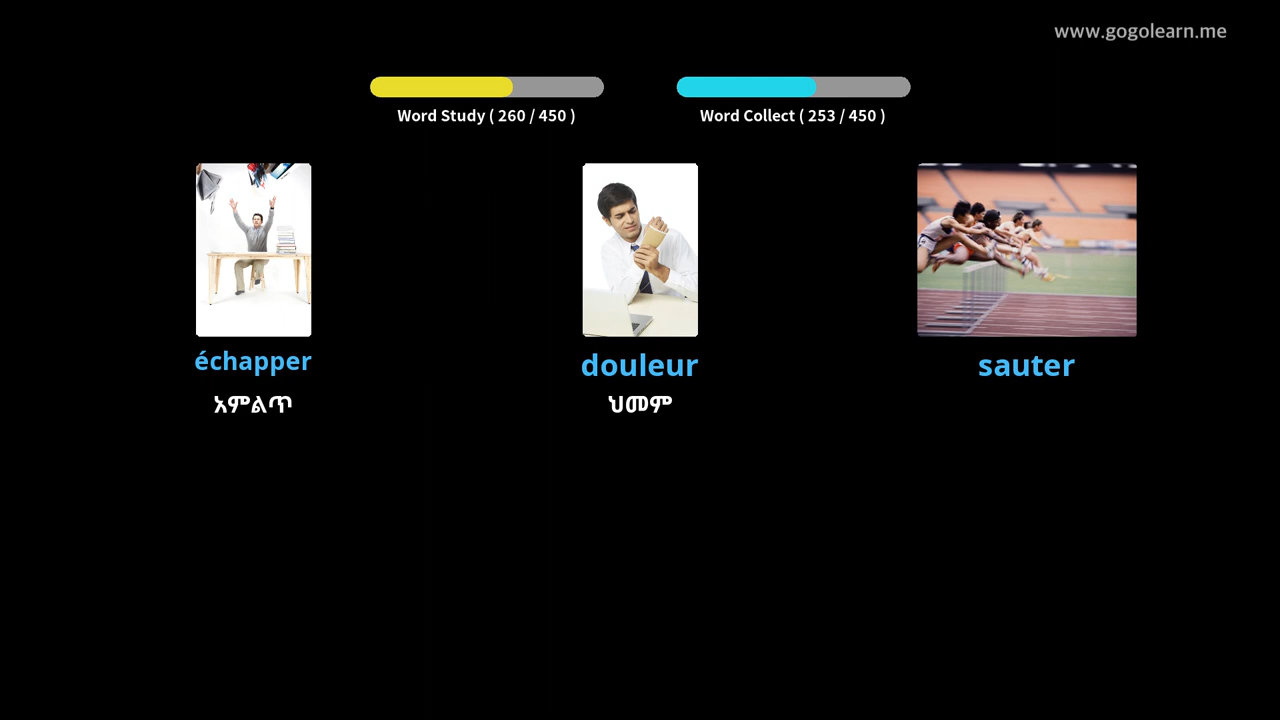 www.gogolearn.me
Word Study ( 260 / 450 )
Word Collect ( 253 / 450 )
échapper
አምልጥ
douleur
ህመም
sauter